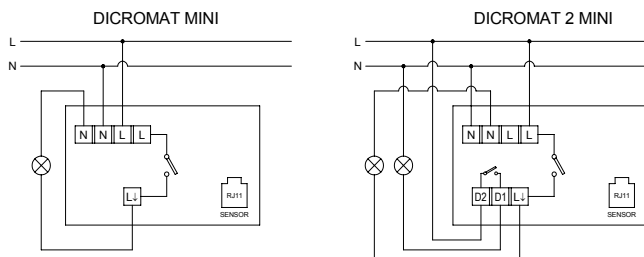 DICROMAT MINI
L
N
N N L L
L↓
RJ11
SENSOR
DICROMAT 2 MINI
L
N
N N L L
D2 D1 L↓
RJ11
SENSOR